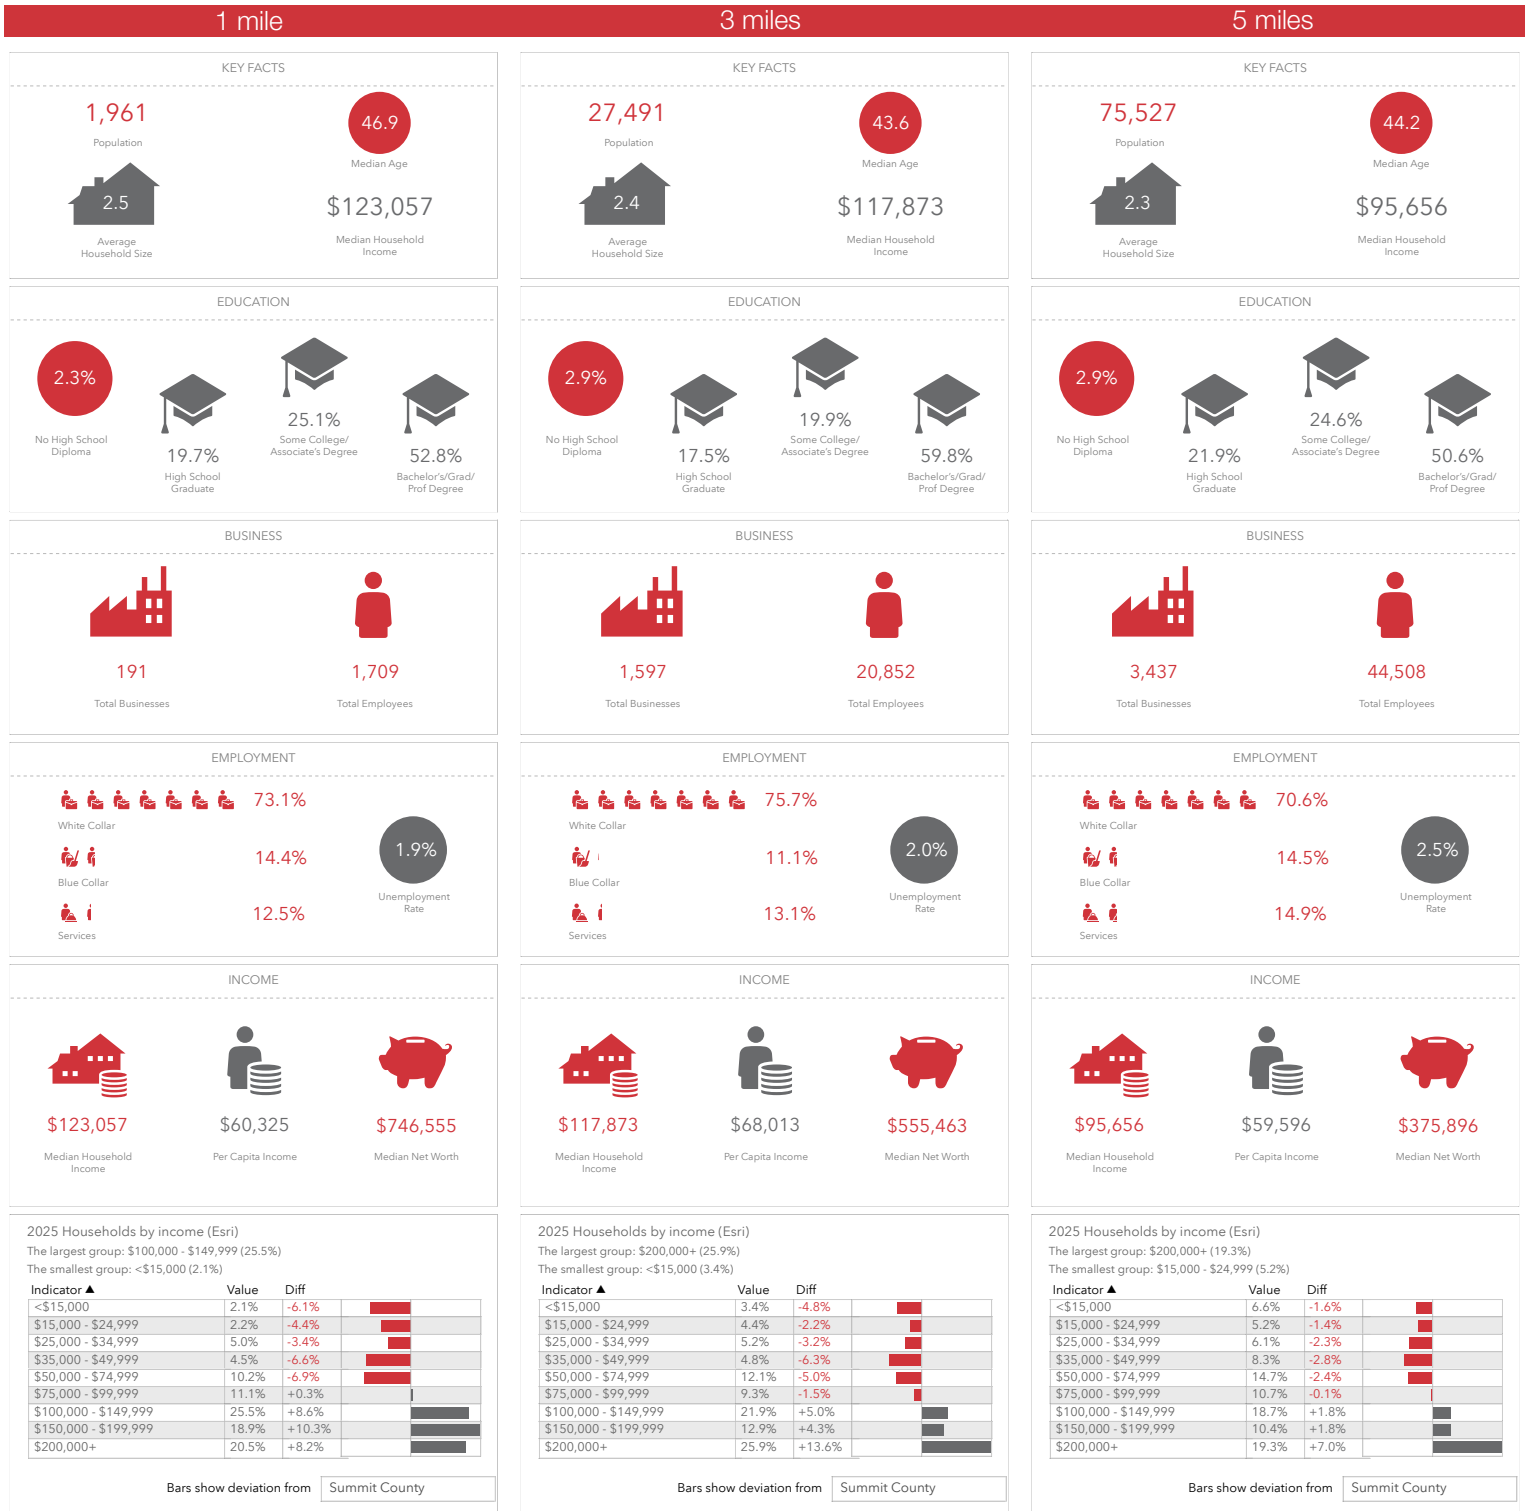 1 mile
3 miles
5 miles
KEY FACTS
1,961
Population
46.9
Median Age
2.5
Average
Household Size
$123,057
Median Household
Income
EDUCATION
2.3%
No High School
Diploma
19.7%
High School
Graduate
25.1%
Some College/
Associate's Degree
52.8%
Bachelor's/Grad/
Prof Degree
BUSINESS
191
Total Businesses
1,709
Total Employees
EMPLOYMENT
73.1%
White Collar
14.4%
Blue Collar
12.5%
Services
1.9%
Unemployment
Rate
INCOME
$123,057
Median Household
Income
$60,325
Per Capita Income
$746,555
Median Net Worth
2025 Households by income (Esri)
The largest group: $100,000 - $149,999 (25.5%)
The smallest group: <$15,000 (2.1%)
Indicator ▲ Value Diff
<$15,000 2.1% -6.1%
$15,000 - $24,999 2.2% -4.4%
$25,000 - $34,999 5.0% -3.4%
$35,000 - $49,999 4.5% -6.6%
$50,000 - $74,999 10.2% -6.9%
$75,000 - $99,999 11.1% +0.3%
$100,000 - $149,999 25.5% +8.6%
$150,000 - $199,999 18.9% +10.3%
$200,000+ 20.5% +8.2%
Bars show deviation from Summit County
KEY FACTS
27,491
Population
43.6
Median Age
2.4
Average
Household Size
$117,873
Median Household
Income
EDUCATION
2.9%
No High School
Diploma
17.5%
High School
Graduate
19.9%
Some College/
Associate's Degree
59.8%
Bachelor's/Grad/
Prof Degree
BUSINESS
1,597
Total Businesses
20,852
Total Employees
EMPLOYMENT
75.7%
White Collar
11.1%
Blue Collar
13.1%
Services
2.0%
Unemployment
Rate
INCOME
$117,873
Median Household
Income
$68,013
Per Capita Income
$555,463
Median Net Worth
2025 Households by income (Esri)
The largest group: $200,000+ (25.9%)
The smallest group: <$15,000 (3.4%)
Indicator ▲ Value Diff
<$15,000 3.4% -4.8%
$15,000 - $24,999 4.4% -2.2%
$25,000 - $34,999 5.2% -3.2%
$35,000 - $49,999 4.8% -6.3%
$50,000 - $74,999 12.1% -5.0%
$75,000 - $99,999 9.3% -1.5%
$100,000 - $149,999 21.9% +5.0%
$150,000 - $199,999 12.9% +4.3%
$200,000+ 25.9% +13.6%
Bars show deviation from Summit County
KEY FACTS
75,527
Population
44.2
Median Age
2.3
Average
Household Size
$95,656
Median Household
Income
EDUCATION
2.9%
No High School
Diploma
21.9%
High School
Graduate
24.6%
Some College/
Associate's Degree
50.6%
Bachelor's/Grad/
Prof Degree
BUSINESS
3,437
Total Businesses
44,508
Total Employees
EMPLOYMENT
70.6%
White Collar
14.5%
Blue Collar
14.9%
Services
2.5%
Unemployment
Rate
INCOME
$95,656
Median Household
Income
$59,596
Per Capita Income
$375,896
Median Net Worth
2025 Households by income (Esri)
The largest group: $200,000+ (19.3%)
The smallest group: $15,000 - $24,999 (5.2%)
Indicator ▲ Value Diff
<$15,000 6.6% -1.6%
$15,000 - $24,999 5.2% -1.4%
$25,000 - $34,999 6.1% -2.3%
$35,000 - $49,999 8.3% -2.8%
$50,000 - $74,999 14.7% -2.4%
$75,000 - $99,999 10.7% -0.1%
$100,000 - $149,999 18.7% +1.8%
$150,000 - $199,999 10.4% +1.8%
$200,000+ 19.3% +7.0%
Bars show deviation from Summit County